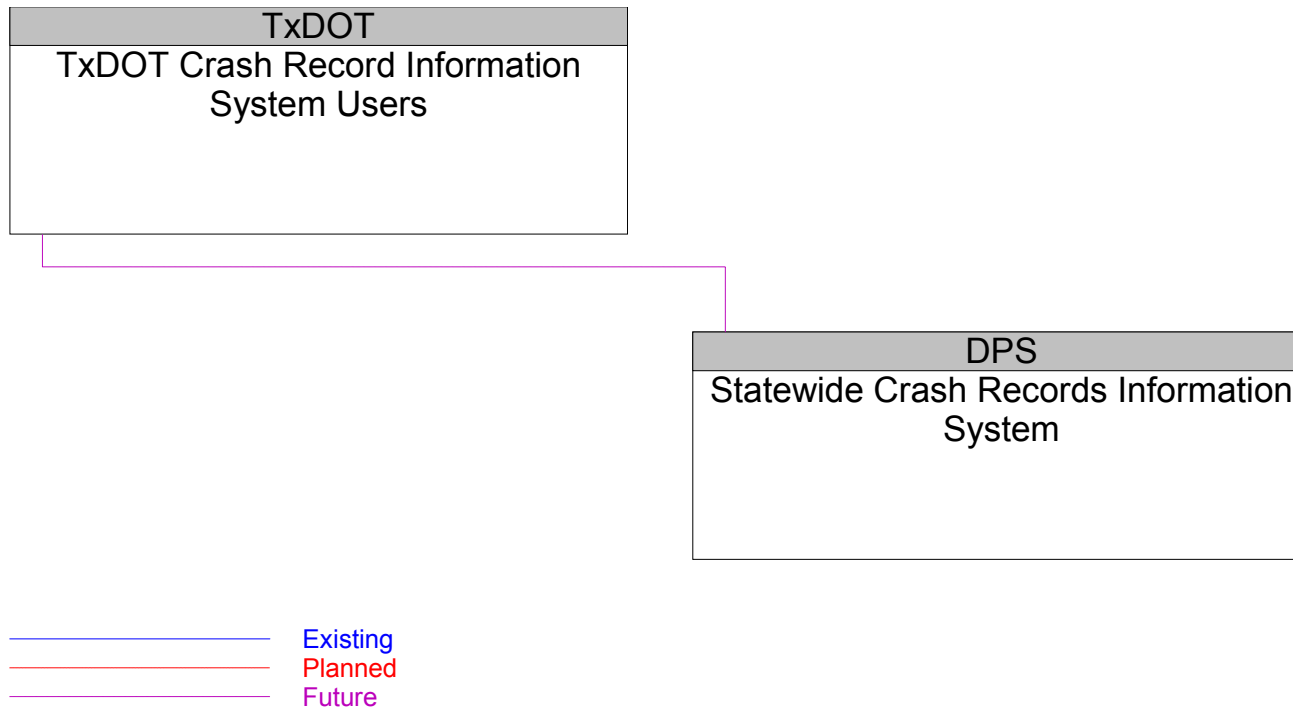 TxDOT
TxDOT Crash Record Information
System Users
DPS
Statewide Crash Records Information
System
Existing
Planned
Future